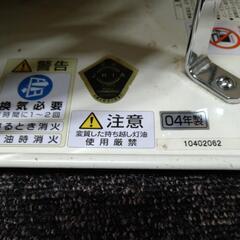 警告
換気必要
時間に1～2回
るとき消火
油時消火
注意
変質した持ち越し灯油
使用厳禁
04年製
10402062